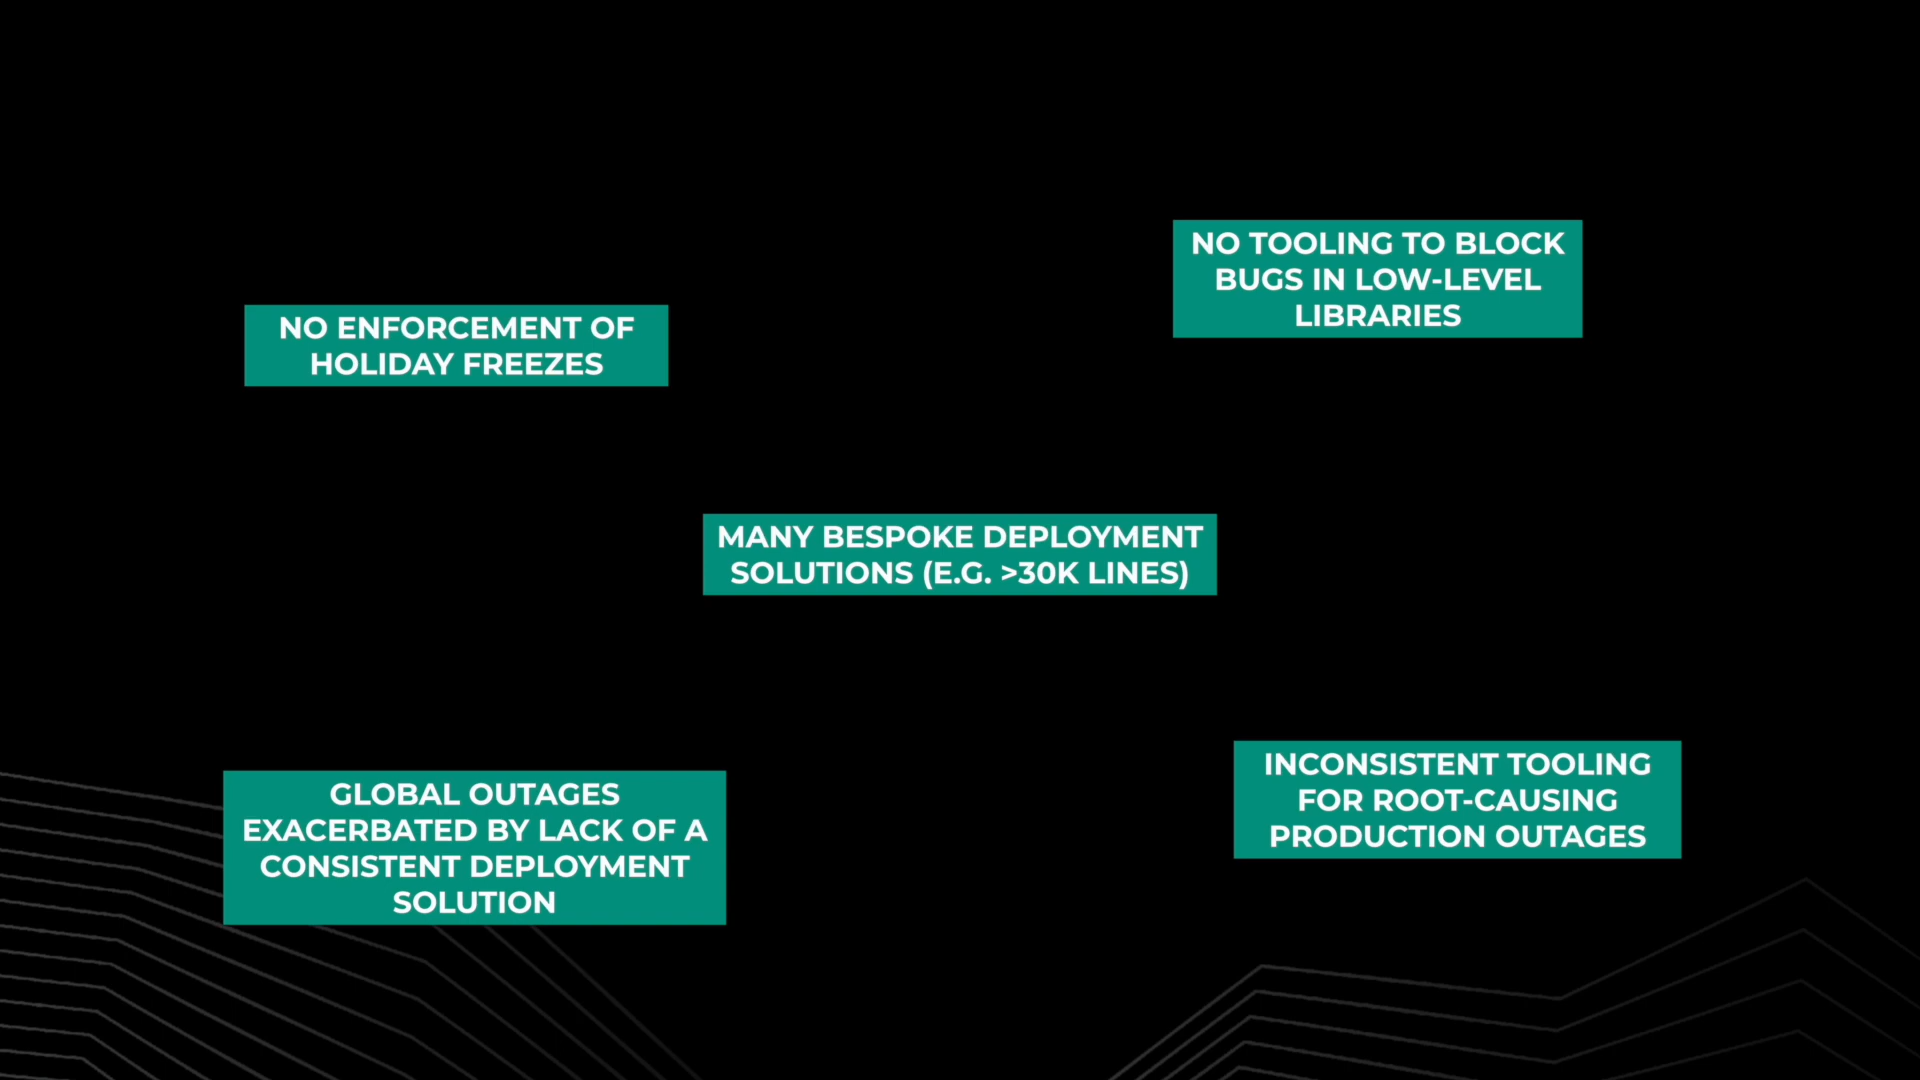 NO ENFORCEMENT OF
HOLIDAY FREEZES
NO TOOLING TO BLOCK
BUGS IN LOW-LEVEL
LIBRARIES
MANY BESPOKE DEPLOYMENT
SOLUTIONS (E.G. >30K LINES)
GLOBAL OUTAGES
EXACERBATED BY LACK OF A
CONSISTENT DEPLOYMENT
SOLUTION
INCONSISTENT TOOLING
FOR ROOT-CAUSING
PRODUCTION OUTAGES